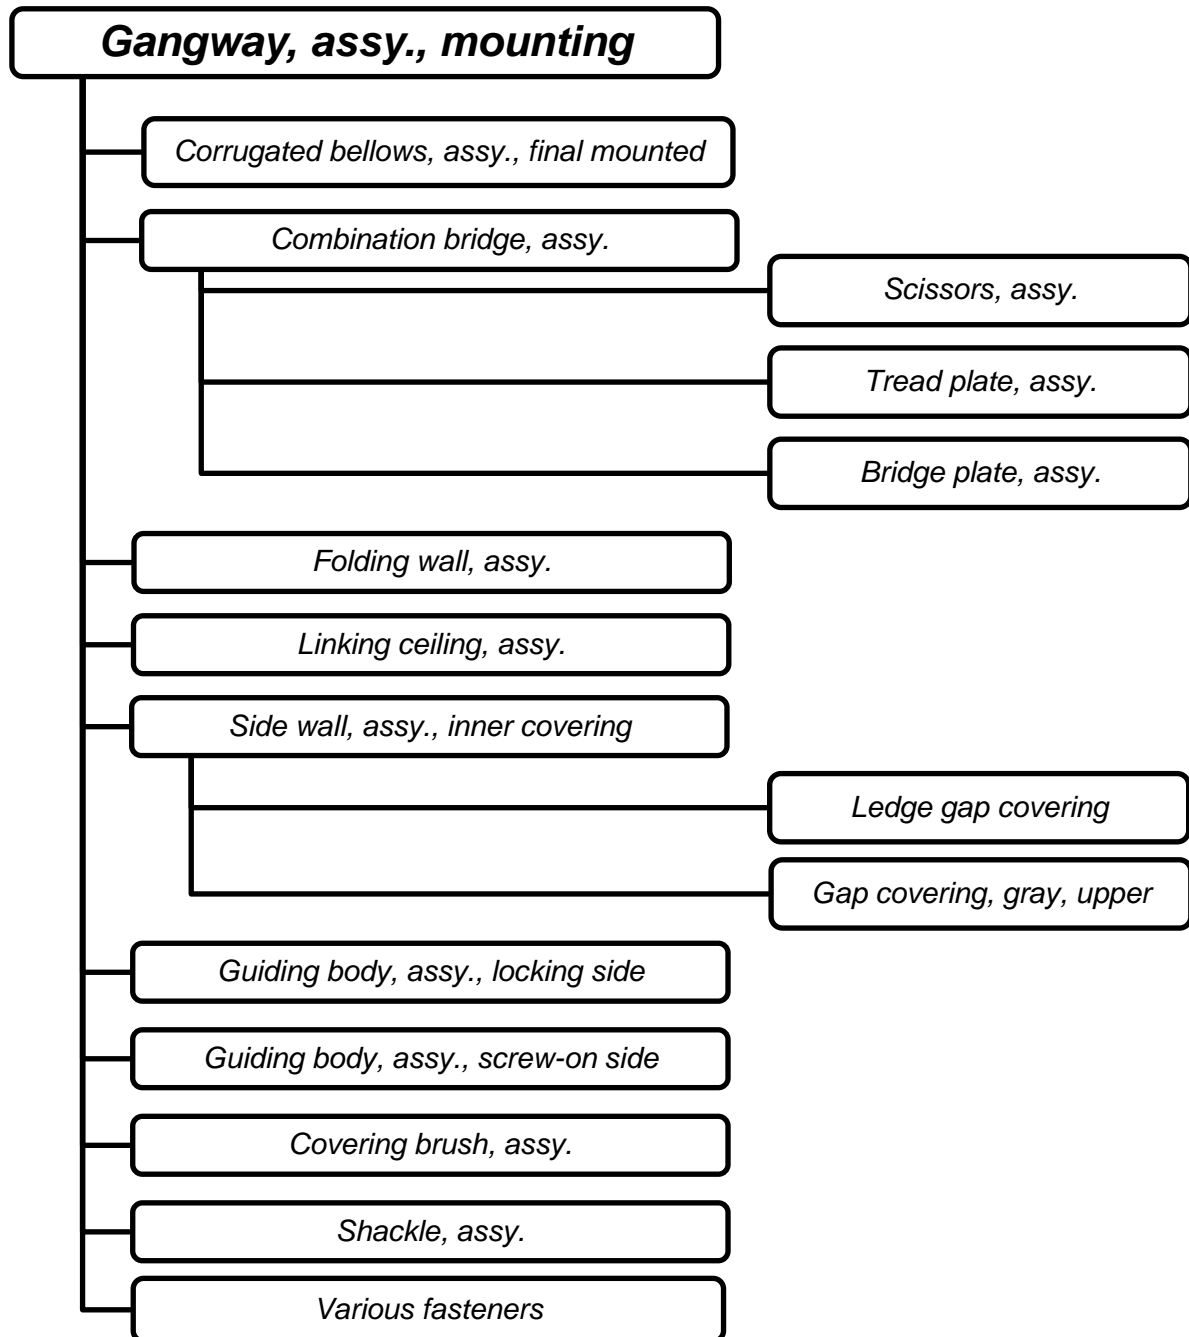 Gangway, assy., mounting
Corrugated bellows, assy., final mounted
Combination bridge, assy.
Scissors, assy.
Tread plate, assy.
Bridge plate, assy.
Folding wall, assy.
Linking ceiling, assy.
Side wall, assy., inner covering
Ledge gap covering
Gap covering, gray, upper
Guiding body, assy., locking side
Guiding body, assy., screw-on side
Covering brush, assy.
Shackle, assy.
Various fasteners